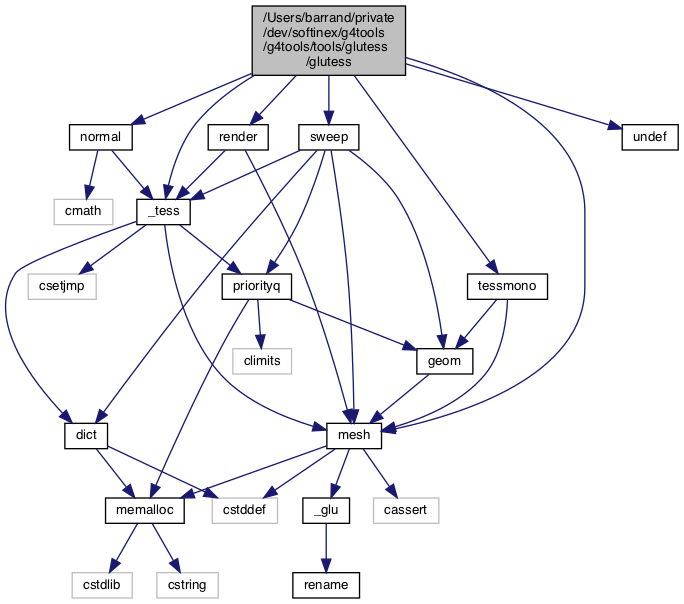 /Users/barrand/private
/dev/softinex/g4tools
/g4tools/tools/glutess
/glutess
normal
render
sweep
undef
cmath
_tess
csetjmp
priorityq
tessmono
climits
geom
dict
mesh
memalloc
cstddef
_glu
cassert
cstdlib
cstring
rename